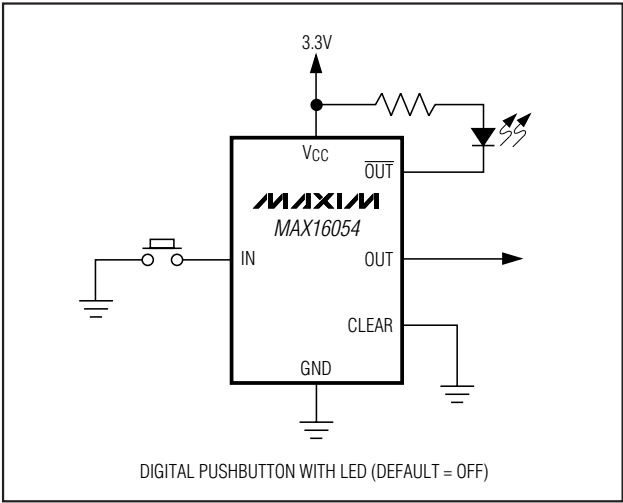 3.3V
VCC
OUT
MAXIM
MAX16054
IN
OUT
CLEAR
GND
DIGITAL PUSHBUTTON WITH LED (DEFAULT = OFF)